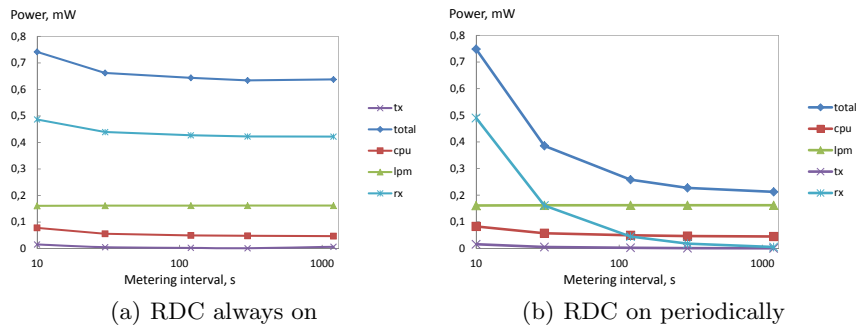 Power, mW
0,8
0,7
0,6
0,5
0,4
0,3
0,2
0,1
0
10
100
1000
Metering interval, s
tx
total
cpu
lpm
rx
(a) RDC always on
Power, mW
0,8
0,7
0,6
0,5
0,4
0,3
0,2
0,1
0
10
100
1000
Metering interval, s
total
cpu
lpm
tx
rx
(b) RDC on periodically